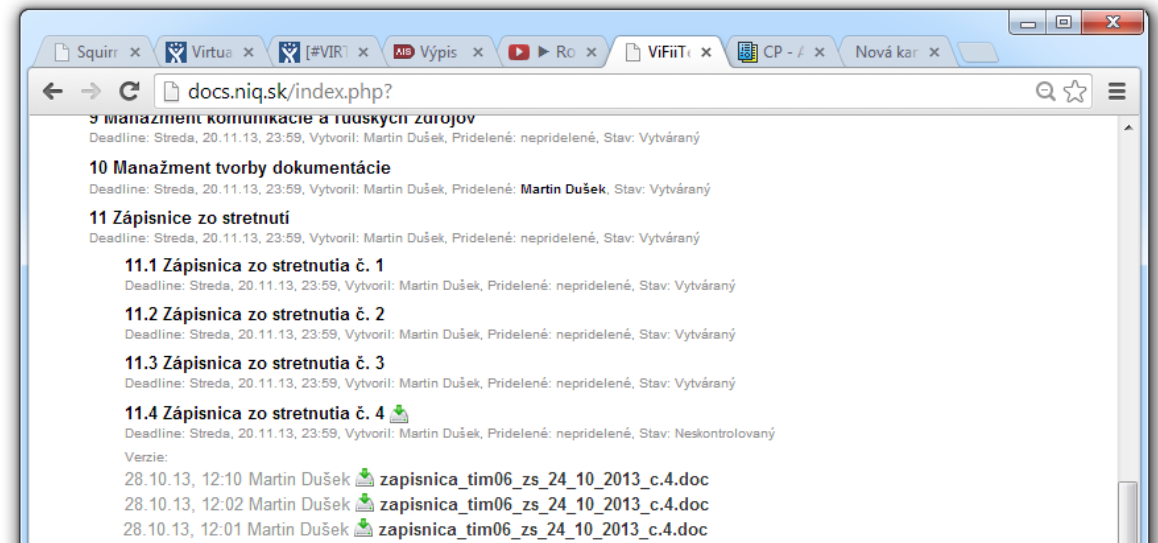 Squirr Virtua [#VIRT Výpis ▶ Ro ViFiiTe CP - A Nová kar
docs.niq.sk/index.php?
9 Manažment komunikácie a ľudských zdrojov
Deadline: Streda, 20.11.13, 23:59, Vytvoril: Martin Dušek, Pridelené: nepridelené, Stav: Vytváraný
10 Manažment tvorby dokumentácie
Deadline: Streda, 20.11.13, 23:59, Vytvoril: Martin Dušek, Pridelené: Martin Dušek, Stav: Vytváraný
11 Zápisnice zo stretnutí
Deadline: Streda, 20.11.13, 23:59, Vytvoril: Martin Dušek, Pridelené: nepridelené, Stav: Vytváraný
11.1 Zápisnica zo stretnutia č. 1
Deadline: Streda, 20.11.13, 23:59, Vytvoril: Martin Dušek, Pridelené: nepridelené, Stav: Vytváraný
11.2 Zápisnica zo stretnutia č. 2
Deadline: Streda, 20.11.13, 23:59, Vytvoril: Martin Dušek, Pridelené: nepridelené, Stav: Vytváraný
11.3 Zápisnica zo stretnutia č. 3
Deadline: Streda, 20.11.13, 23:59, Vytvoril: Martin Dušek, Pridelené: nepridelené, Stav: Vytváraný
11.4 Zápisnica zo stretnutia č. 4
Deadline: Streda, 20.11.13, 23:59, Vytvoril: Martin Dušek, Pridelené: nepridelené, Stav: Neskontrolovaný
Verzie:
28.10.13, 12:10 Martin Dušek zapisnica_tim06_zs_24_10_2013_c.4.doc
28.10.13, 12:02 Martin Dušek zapisnica_tim06_zs_24_10_2013_c.4.doc
28.10.13, 12:01 Martin Dušek zapisnica_tim06_zs_24_10_2013_c.4.doc